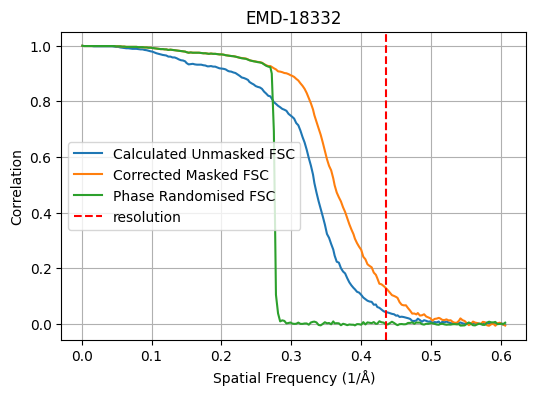 EMD-18332
1.0
0.8
0.6
0.4
0.2
0.0
Correlation
Calculated Unmasked FSC
Corrected Masked FSC
Phase Randomised FSC
resolution
0.0 0.1 0.2 0.3 0.4 0.5 0.6
Spatial Frequency (1/Å)